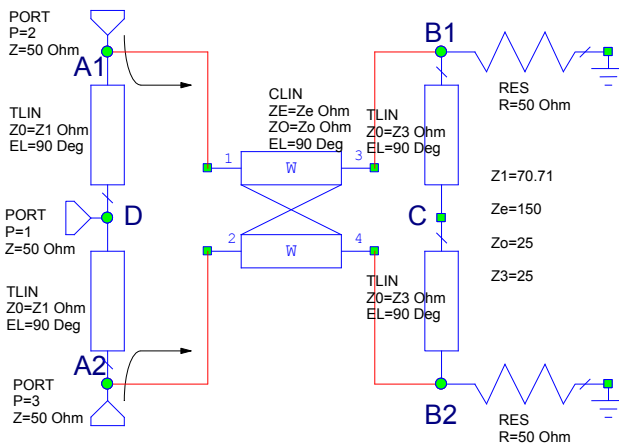 PORT
P=2
Z=50 Ohm
A1
TLIN
Z0=Z1 Ohm
EL=90 Deg
PORT
P=1
Z=50 Ohm
D
TLIN
Z0=Z1 Ohm
EL=90 Deg
A2
PORT
P=3
Z=50 Ohm
CLIN
ZE=Ze Ohm
ZO=Zo Ohm
EL=90 Deg
1
W
3
2
W
4
B1
TLIN
Z0=Z3 Ohm
EL=90 Deg
C
TLIN
Z0=Z3 Ohm
EL=90 Deg
B2
RES
R=50 Ohm
Z1=70.71
Ze=150
Zo=25
Z3=25
RES
R=50 Ohm